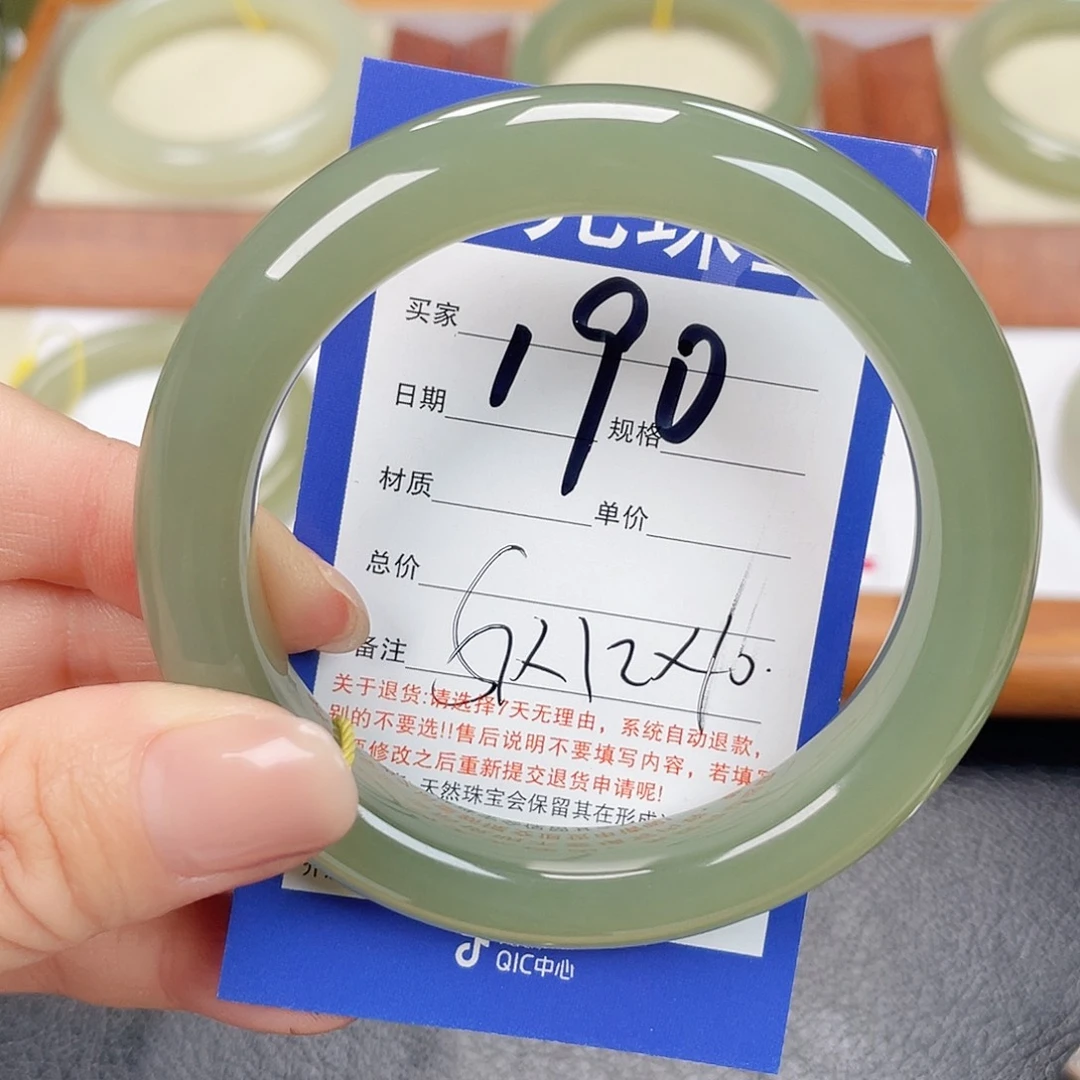 买家
190
日期 规格
材质 单价
总价
备注
关于退货:请选择7天无理由，系统自动退款，
别的不要选!!售后说明不要填写内容，若填写
修改之后重新提交退货申请呢!
天然珠宝会保留其在形成
QIC中心